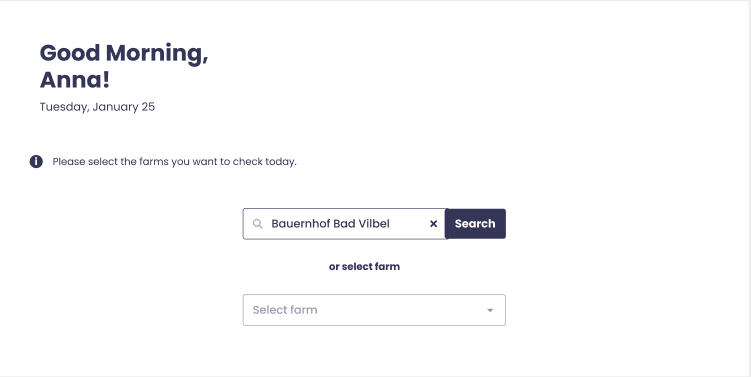 Good Morning,
Anna!
Tuesday, January 25
Please select the farms you want to check today.
Bauernhof Bad Vilbel
Search
or select farm
Select farm